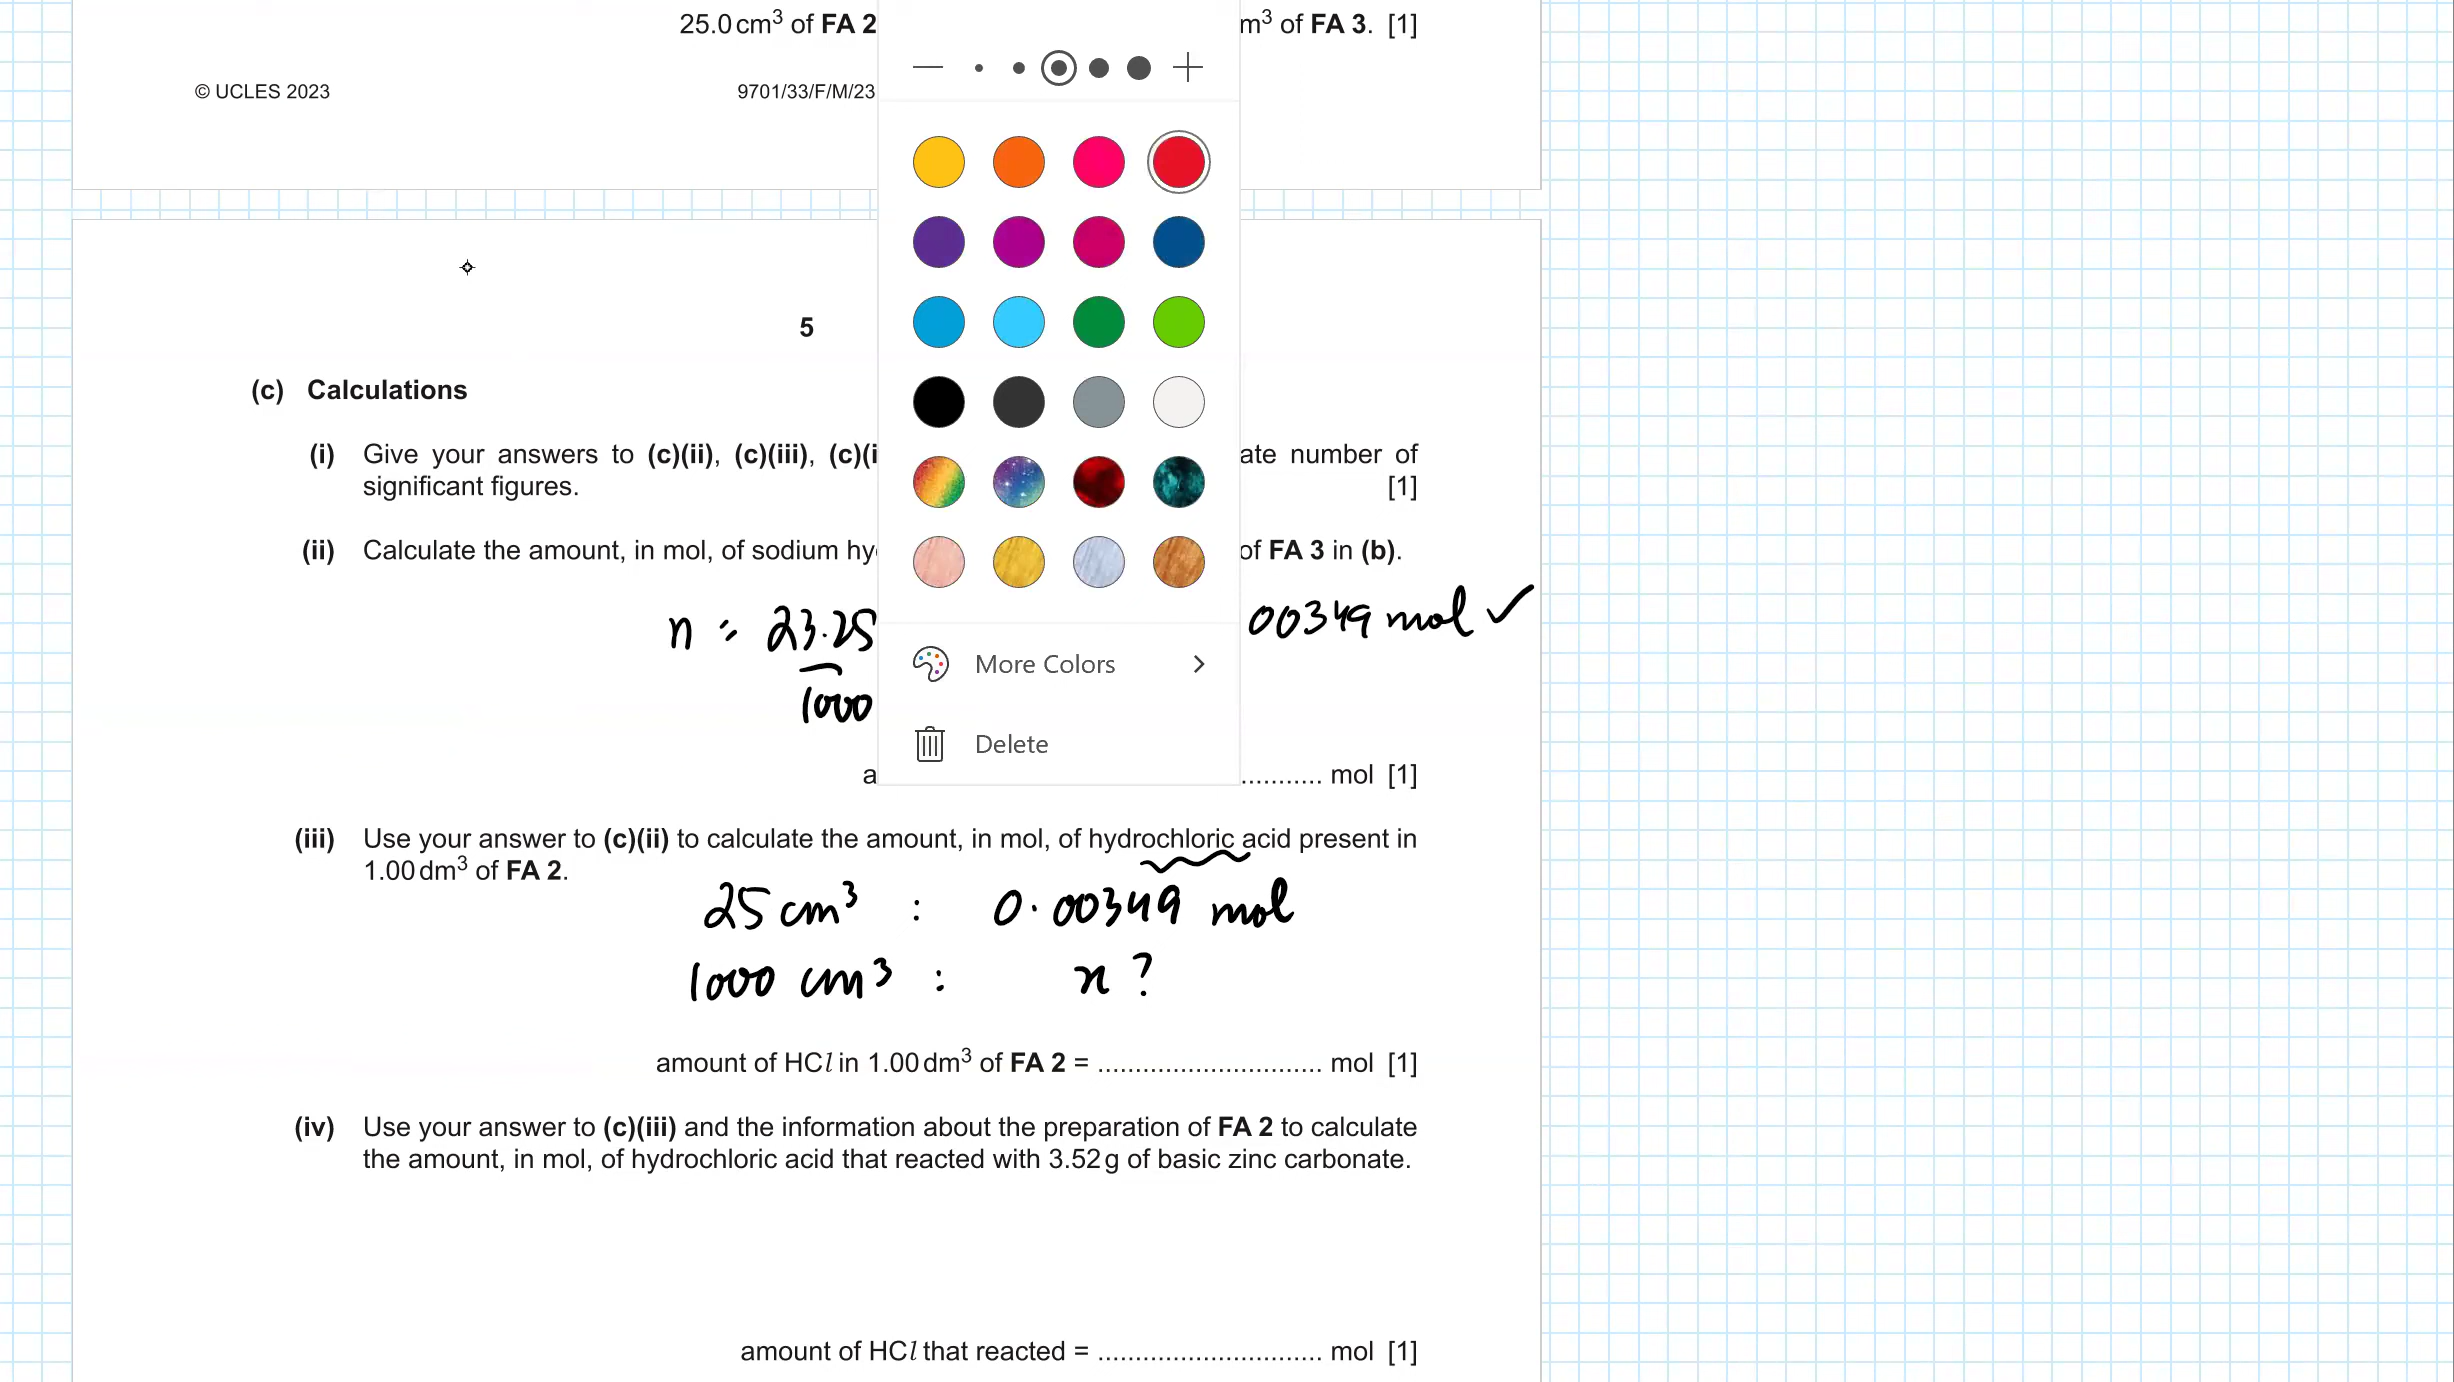 25.0 cm³ of FA 2 m³ of FA 3. [1]
© UCLES 2023 9701/33/F/M/23
5
(c) Calculations
(i) Give your answers to (c)(ii), (c)(iii), (c)(i ate number of
significant figures. [1]
(ii) Calculate the amount, in mol, of sodium hy of FA 3 in (b).
n = 23.25 00349 mol ✓
1000
More Colors
Delete
a ........... mol [1]
(iii) Use your answer to (c)(ii) to calculate the amount, in mol, of hydrochloric acid present in
1.00 dm³ of FA 2.
25 cm³ : 0.00349 mol
1000 cm³ : x ?
amount of HCl in 1.00 dm³ of FA 2 = .............................. mol [1]
(iv) Use your answer to (c)(iii) and the information about the preparation of FA 2 to calculate
the amount, in mol, of hydrochloric acid that reacted with 3.52 g of basic zinc carbonate.
amount of HCl that reacted = .............................. mol [1]